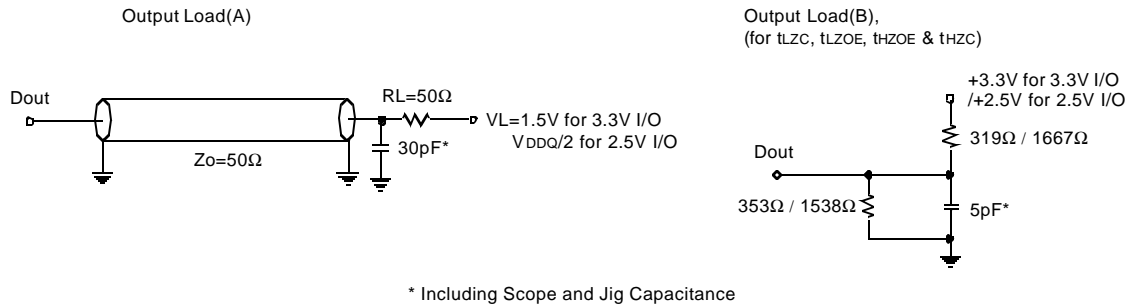 Output Load(A)
Dout
Zo=50Ω
RL=50Ω
30pF*
VL=1.5V for 3.3V I/O
VDDQ/2 for 2.5V I/O
Output Load(B),
(for tLZC, tLZOE, tHZOE & tHZC)
+3.3V for 3.3V I/O
/+2.5V for 2.5V I/O
319Ω / 1667Ω
Dout
353Ω / 1538Ω
5pF*
* Including Scope and Jig Capacitance